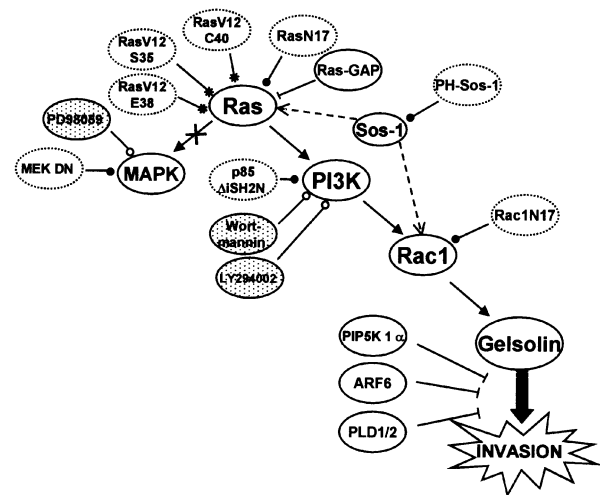 RasV12
C40
RasV12
S35
RasN17
Ras-GAP
RasV12
E38
Ras
PH-Sos-1
Sos-1
PD98059
MEK DN
MAPK
p85
ΔiSH2N
PI3K
Wort-
mannin
LY294002
Rac1N17
Rac1
PIP5K 1 α
Gelsolin
ARF6
PLD1/2
INVASION